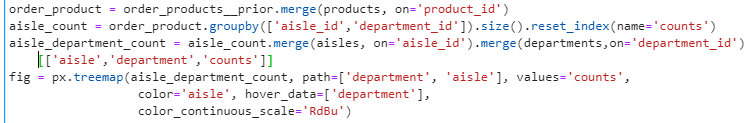 order_product = order_products__prior.merge(products, on='product_id')
aisle_count = order_product.groupby(['aisle_id','department_id']).size().reset_index(name='counts')
aisle_department_count = aisle_count.merge(aisles, on='aisle_id').merge(departments,on='department_id')
[['aisle','department','counts']]
fig = px.treemap(aisle_department_count, path=['department', 'aisle'], values='counts',
color='aisle', hover_data=['department'],
color_continuous_scale='RdBu')